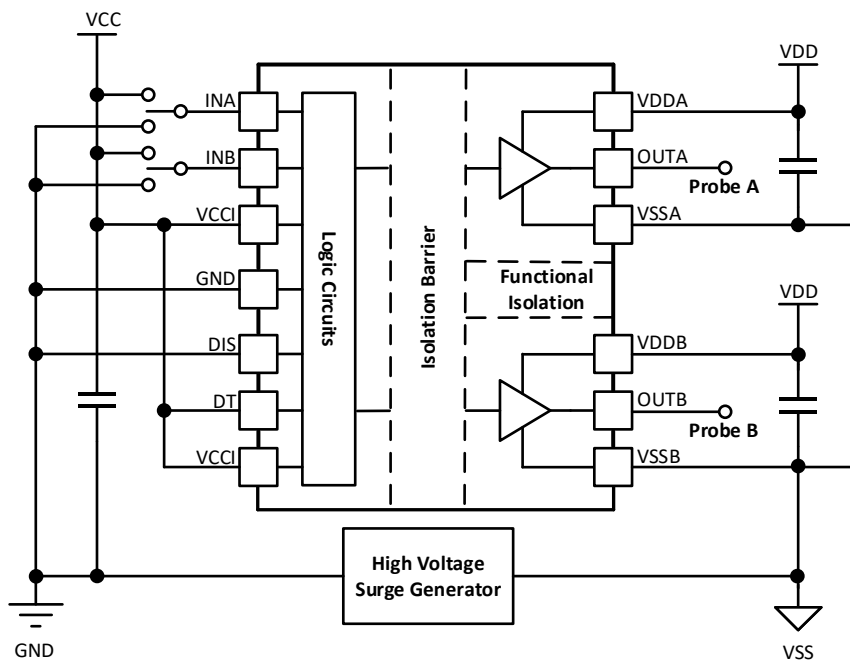 VCC
VDD
INA
VDDA
INB
OUTA
Probe A
VCCI
VSSA
Logic Circuits
Isolation Barrier
Functional
Isolation
GND
VDD
DIS
VDDB
DT
OUTB
Probe B
VCCI
VSSB
High Voltage
Surge Generator
GND
VSS